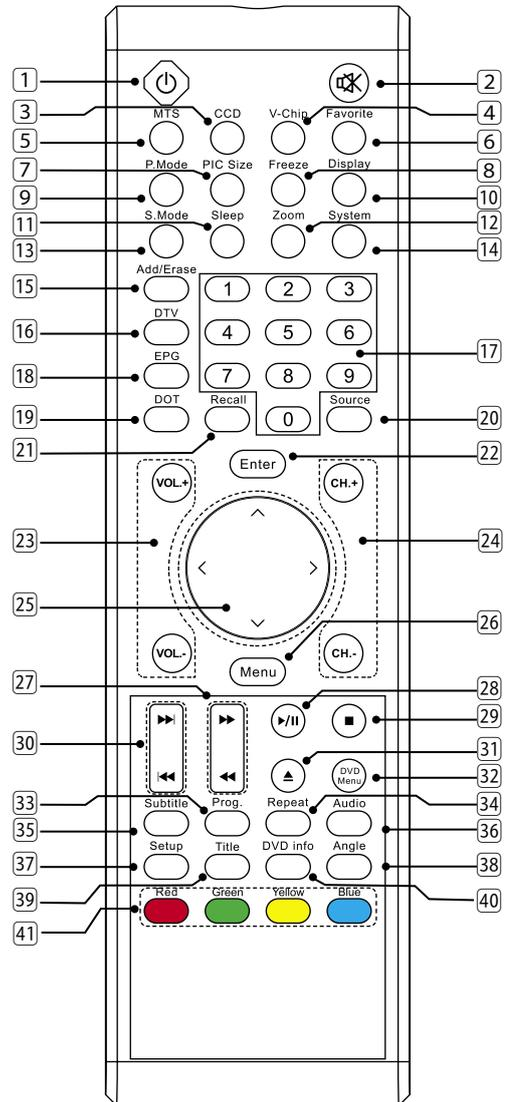 1
2
3
MTS
CCD
V-Chip
Favorite
4
5
6
7
P.Mode
PIC Size
Freeze
Display
8
9
10
11
S.Mode
Sleep
Zoom
System
12
13
14
Add/Erase
15
1
2
3
DTV
16
4
5
6
17
EPG
18
7
8
9
DOT
Recall
Source
19
0
20
21
Enter
22
VOL.+
CH.+
23
24
25
26
VOL.-
CH.-
Menu
27
28
29
30
31
DVD
Menu
32
33
Subtitle
Prog.
Repeat
Audio
34
35
36
Setup
Title
DVD info
Angle
37
38
39
Red
Green
Yellow
Blue
40
41